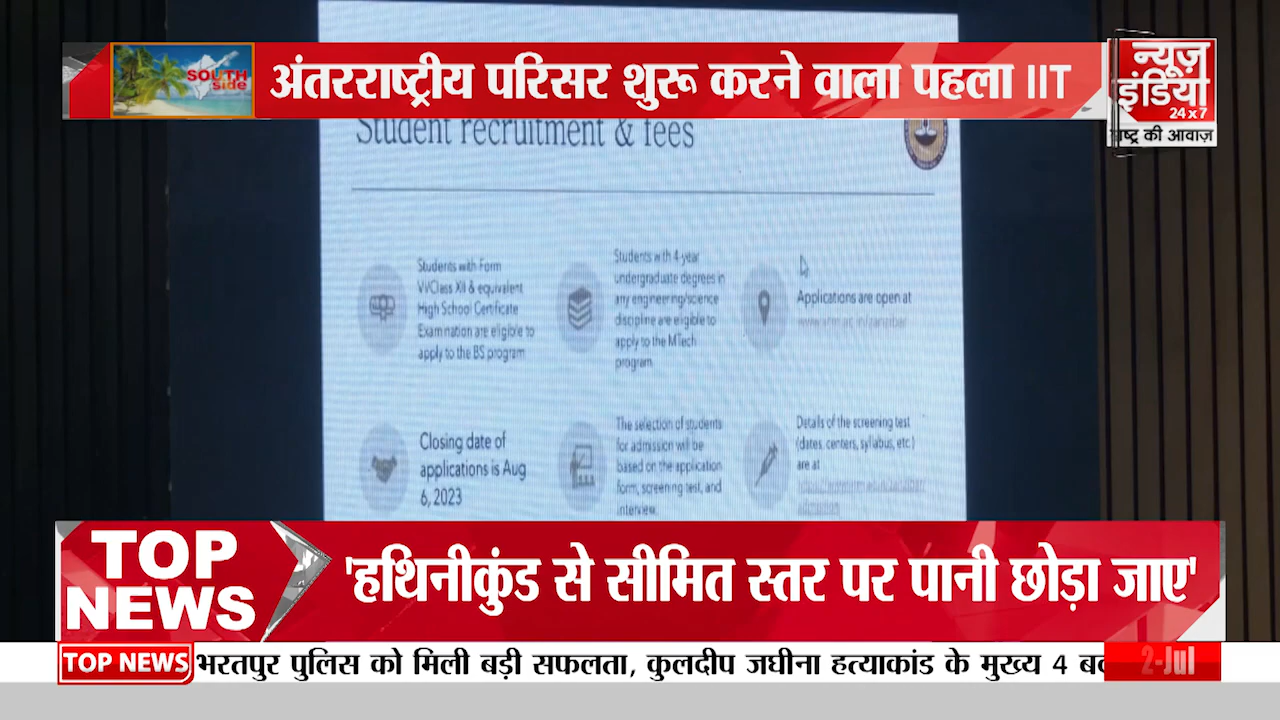 SOUTH
Side
अंतरराष्ट्रीय परिसर शुरू करने वाला पहला IIT
न्यूज़
इंडिया
24x7
राष्ट्र की आवाज़
Student recruitment & fees
Students with Form
VI/Class XII & equivalent
High School Certificate
Examination are eligible to
apply to the BS program
Students with 4-year
undergraduate degrees in
any engineering/science
discipline are eligible to
apply to the MTech
program
Applications are open at
Closing date of
applications is Aug
6, 2023
The selection of students
for admission will be
based on the application
form, screening test, and
interview.
Details of the screening test
(dates, centers, syllabus, etc.)
are at
TOP
NEWS
'हथिनीकुंड से सीमित स्तर पर पानी छोड़ा जाए'
TOP NEWS
भरतपुर पुलिस को मिली बड़ी सफलता, कुलदीप जघीना हत्याकांड के मुख्य 4
2-Jul